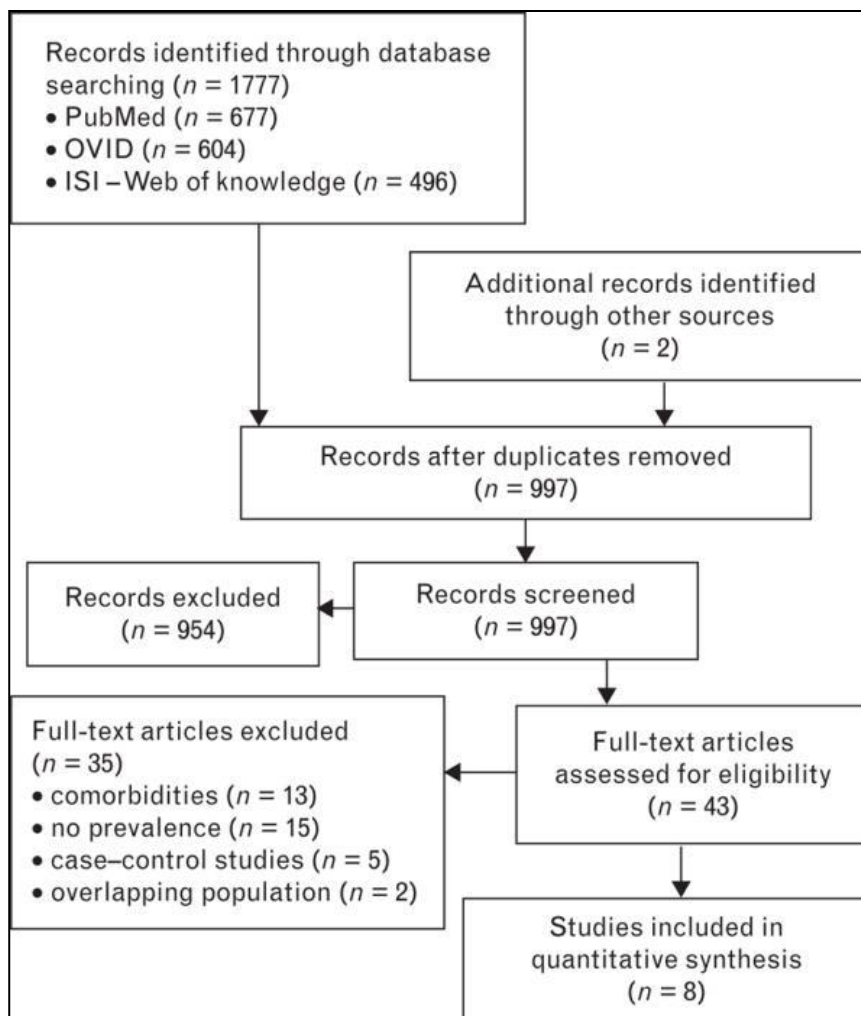 Records identified through database
searching (n = 1777)
• PubMed (n = 677)
• OVID (n = 604)
• ISI – Web of knowledge (n = 496)
Additional records identified
through other sources
(n = 2)
Records after duplicates removed
(n = 997)
Records excluded
(n = 954)
Records screened
(n = 997)
Full-text articles excluded
(n = 35)
• comorbidities (n = 13)
• no prevalence (n = 15)
• case–control studies (n = 5)
• overlapping population (n = 2)
Full-text articles
assessed for eligibility
(n = 43)
Studies included in
quantitative synthesis
(n = 8)